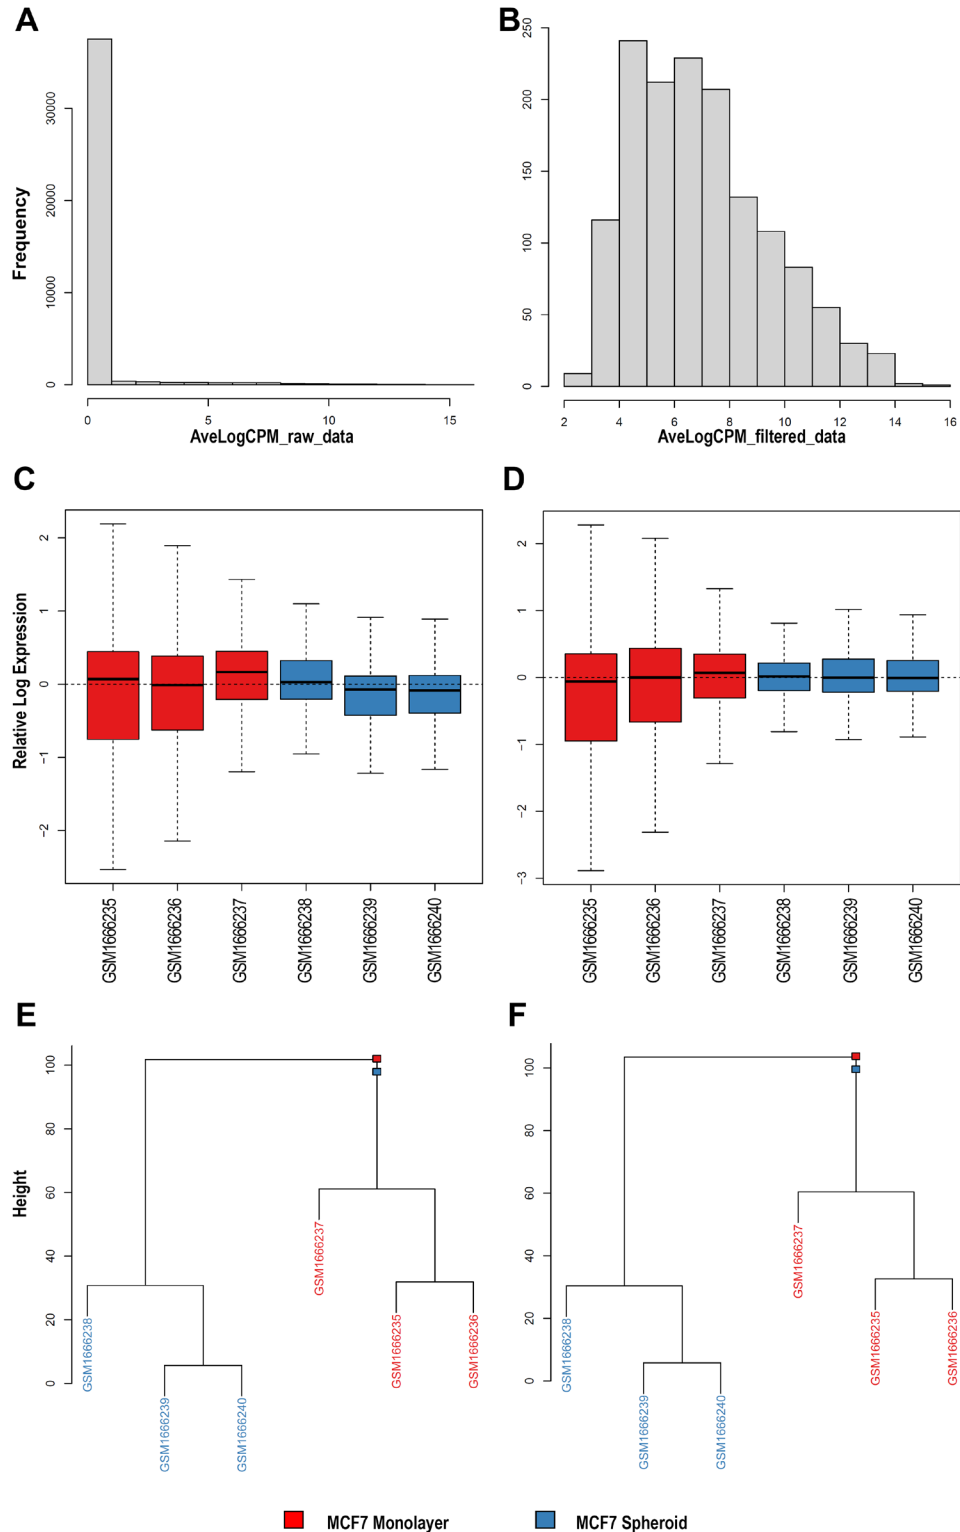 A
Frequency
0
10000
20000
30000
0
5
10
15
AveLogCPM_raw_data
B
0
50
100
150
200
250
2
4
6
8
10
12
14
16
AveLogCPM_filtered_data
C
Relative Log Expression
2
1
0
−1
−2
GSM1666235
GSM1666236
GSM1666237
GSM1666238
GSM1666239
GSM1666240
D
2
1
0
−1
−2
−3
GSM1666235
GSM1666236
GSM1666237
GSM1666238
GSM1666239
GSM1666240
E
Height
100
80
60
40
20
0
GSM1666238
GSM1666239
GSM1666240
GSM1666237
GSM1666235
GSM1666236
F
100
80
60
40
20
0
GSM1666238
GSM1666239
GSM1666240
GSM1666237
GSM1666235
GSM1666236
MCF7 Monolayer
MCF7 Spheroid